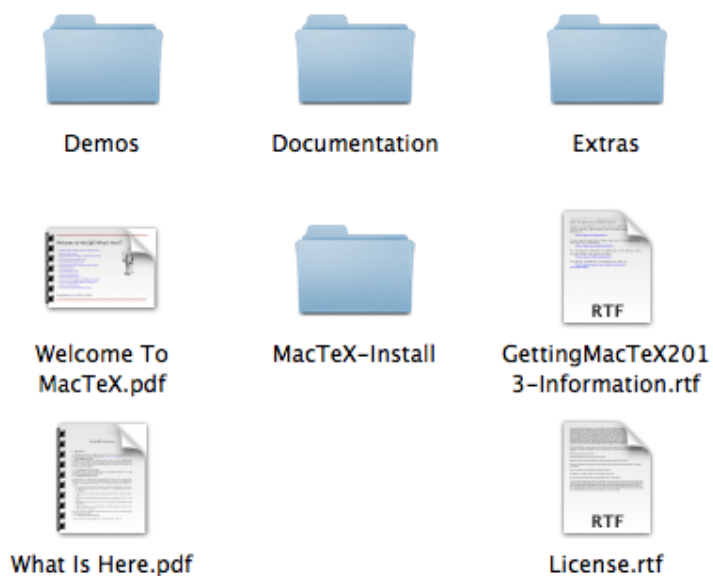 Demos
Documentation
Extras
Welcome To
MacTeX.pdf
MacTeX-Install
RTF
GettingMacTeX201
3-Information.rtf
What Is Here.pdf
RTF
License.rtf